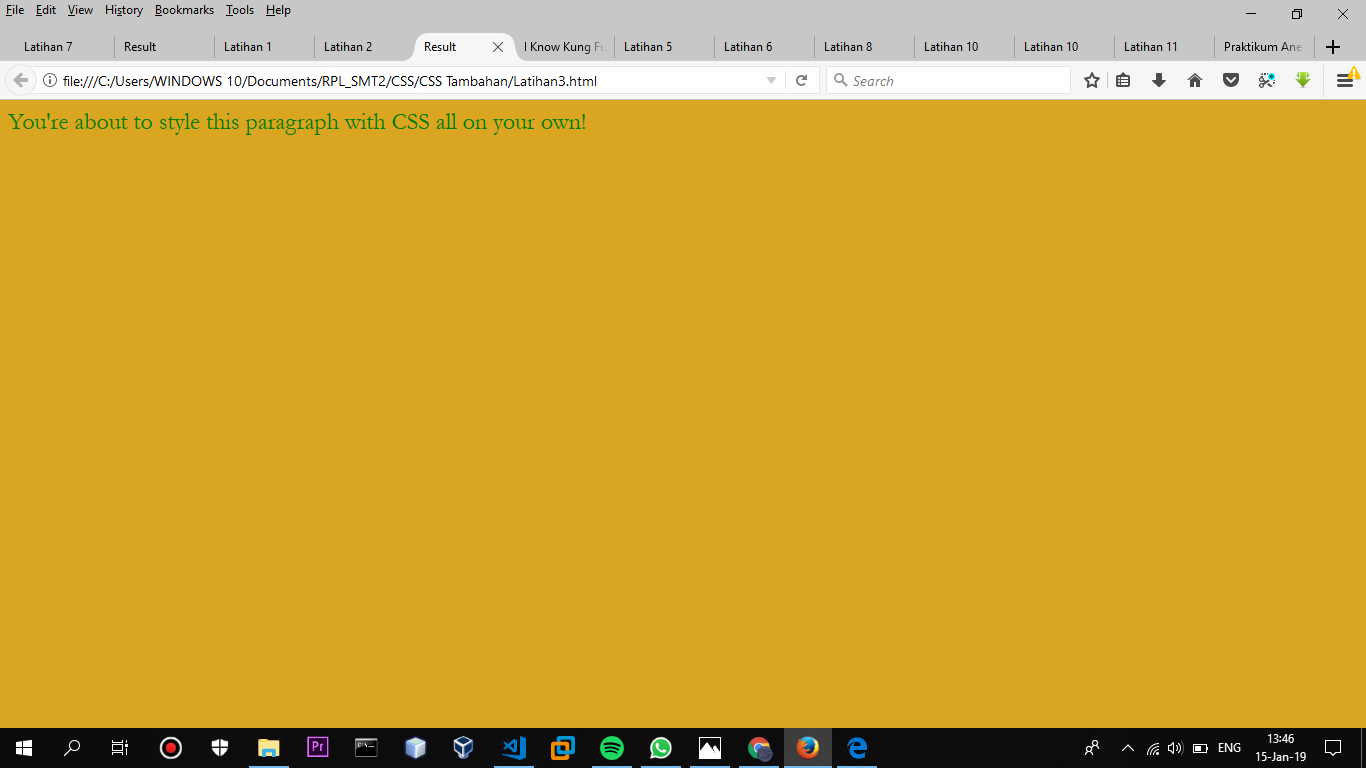 File Edit View History Bookmarks Tools Help
Latihan 7 Result Latihan 1 Latihan 2 Result I Know Kung Fu Latihan 5 Latihan 6 Latihan 8 Latihan 10 Latihan 10 Latihan 11 Praktikum Ane
file:///C:/Users/WINDOWS 10/Documents/RPL_SMT2/CSS/CSS Tambahan/Latihan3.html Search
You're about to style this paragraph with CSS all on your own!
Pr C:\. ENG 13:46
15-Jan-19